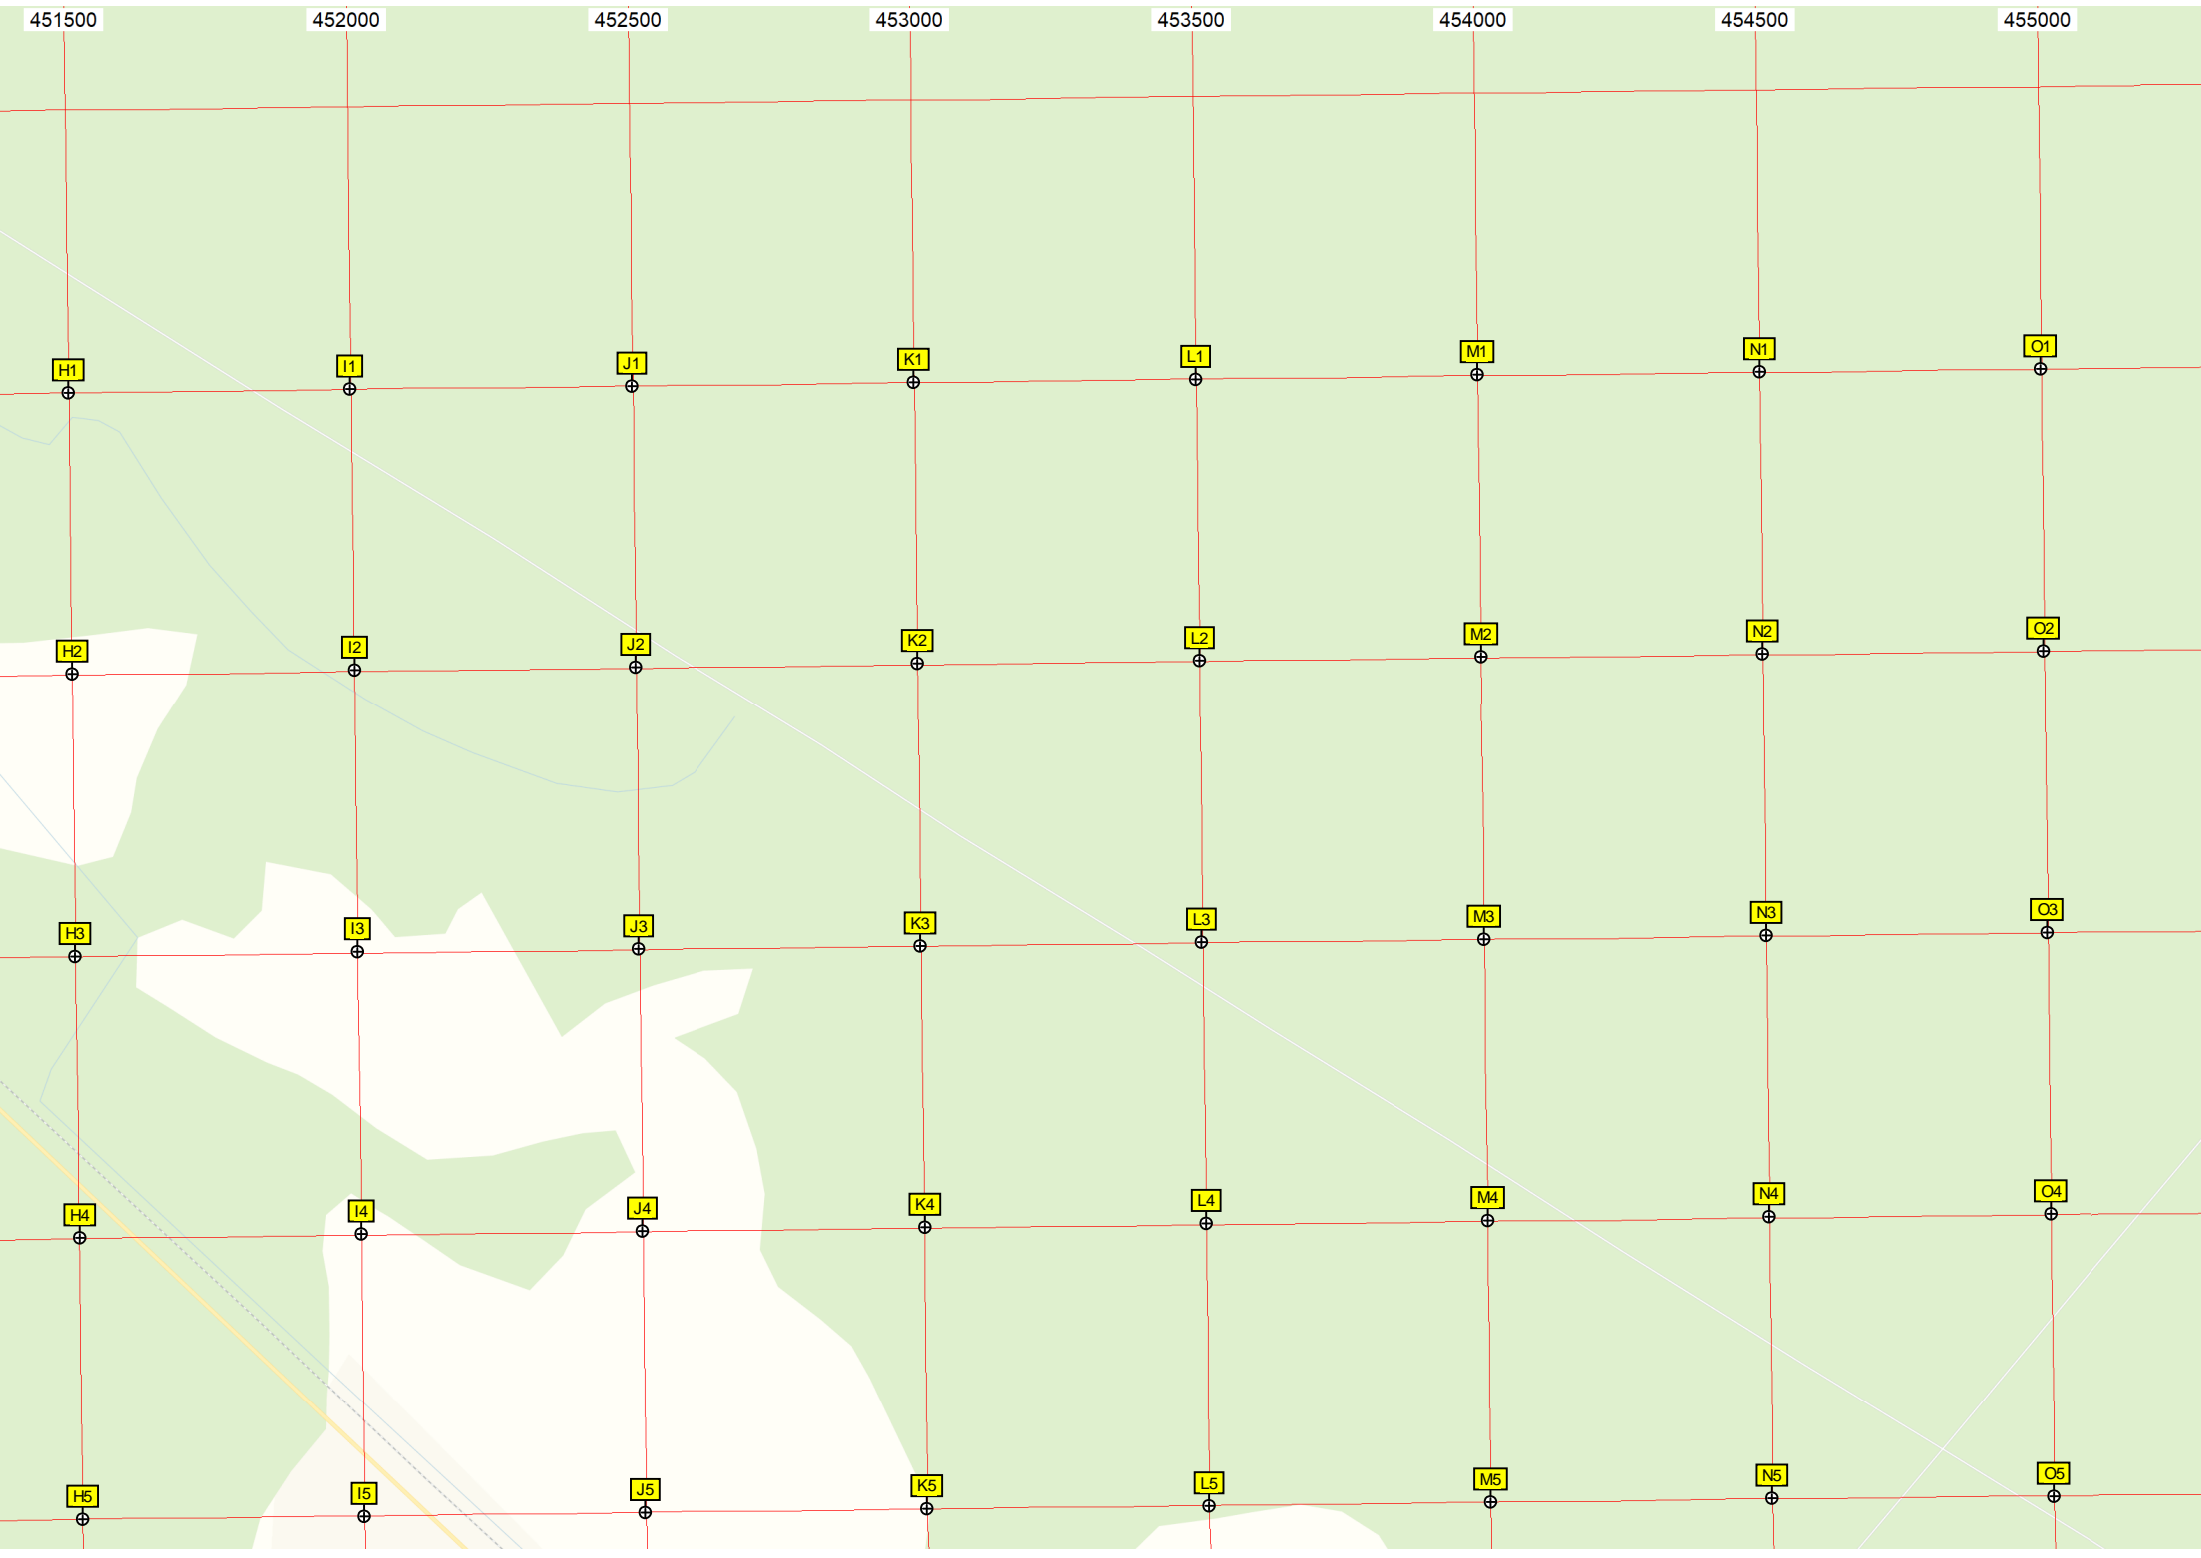 451500 452000 452500 453000 453500 454000 454500 455000
H1 I1 J1 K1 L1 M1 N1 O1
H2 I2 J2 K2 L2 M2 N2 O2
H3 I3 J3 K3 L3 M3 N3 O3
H4 I4 J4 K4 L4 M4 N4 O4
H5 I5 J5 K5 L5 M5 N5 O5